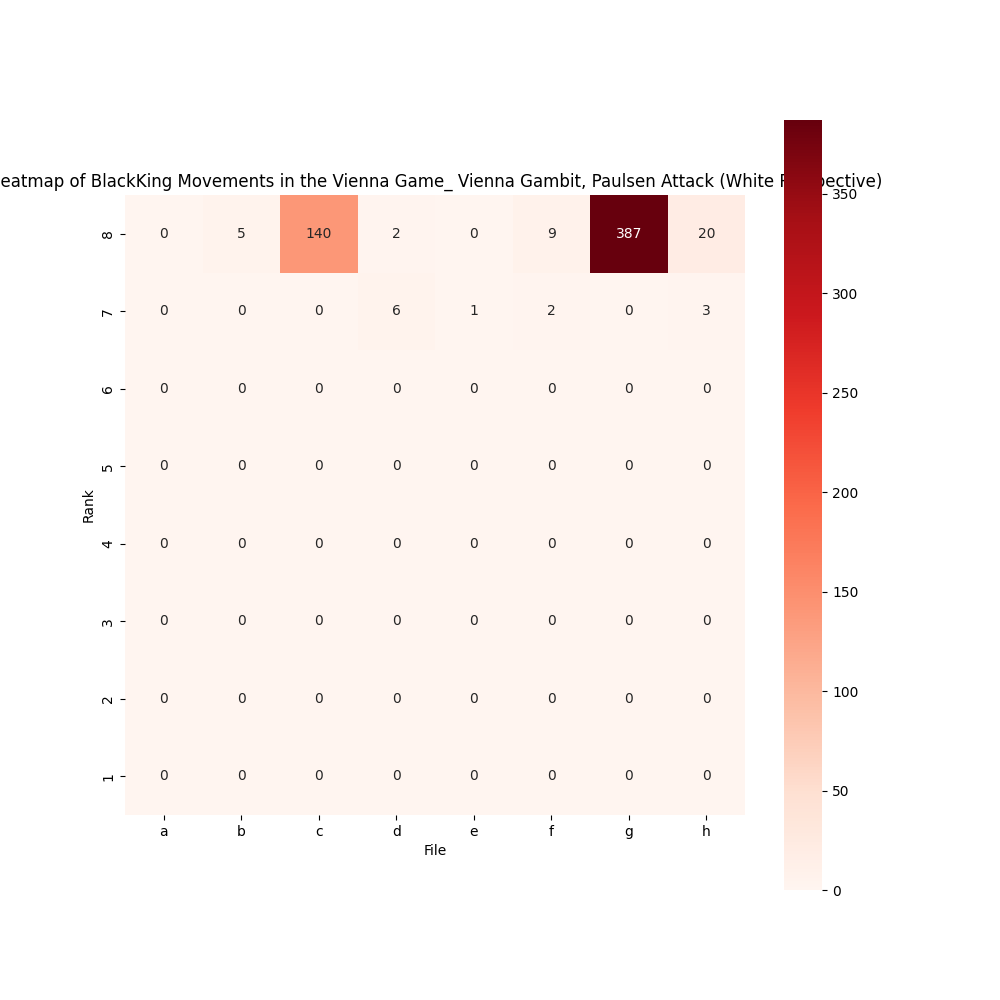 eatmap of BlackKing Movements in the Vienna Game_ Vienna Gambit, Paulsen Attack (White
350
8 0 5 140 2 0 9 387 20
300
7 0 0 0 6 1 2 0 3
250
6 0 0 0 0 0 0 0 0
5 0 0 0 0 0 0 0 0
200
Rank
4 0 0 0 0 0 0 0 0
150
3 0 0 0 0 0 0 0 0
100
2 0 0 0 0 0 0 0 0
50
1 0 0 0 0 0 0 0 0
a b c d e f g h
File
0